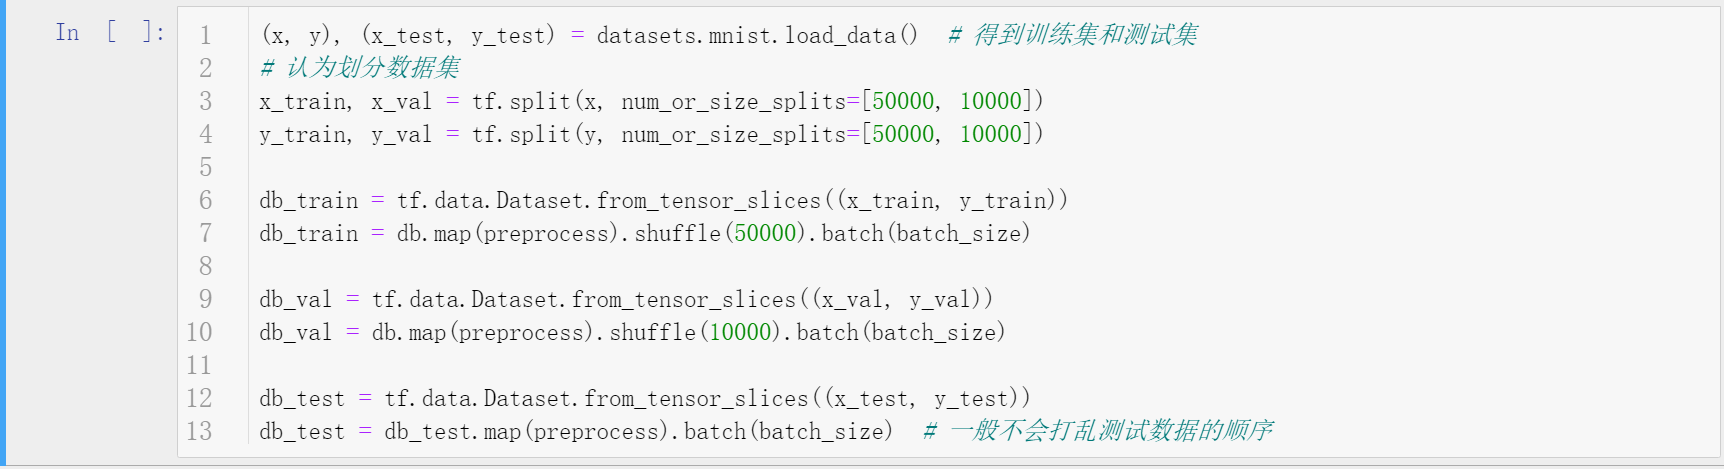 In [ ]:
1 (x, y), (x_test, y_test) = datasets.mnist.load_data()  # 得到训练集和测试集
2 # 认为划分数据集
3 x_train, x_val = tf.split(x, num_or_size_splits=[50000, 10000])
4 y_train, y_val = tf.split(y, num_or_size_splits=[50000, 10000])
5
6 db_train = tf.data.Dataset.from_tensor_slices((x_train, y_train))
7 db_train = db.map(preprocess).shuffle(50000).batch(batch_size)
8
9 db_val = tf.data.Dataset.from_tensor_slices((x_val, y_val))
10 db_val = db.map(preprocess).shuffle(10000).batch(batch_size)
11
12 db_test = tf.data.Dataset.from_tensor_slices((x_test, y_test))
13 db_test = db_test.map(preprocess).batch(batch_size)  # 一般不会打乱测试数据的顺序